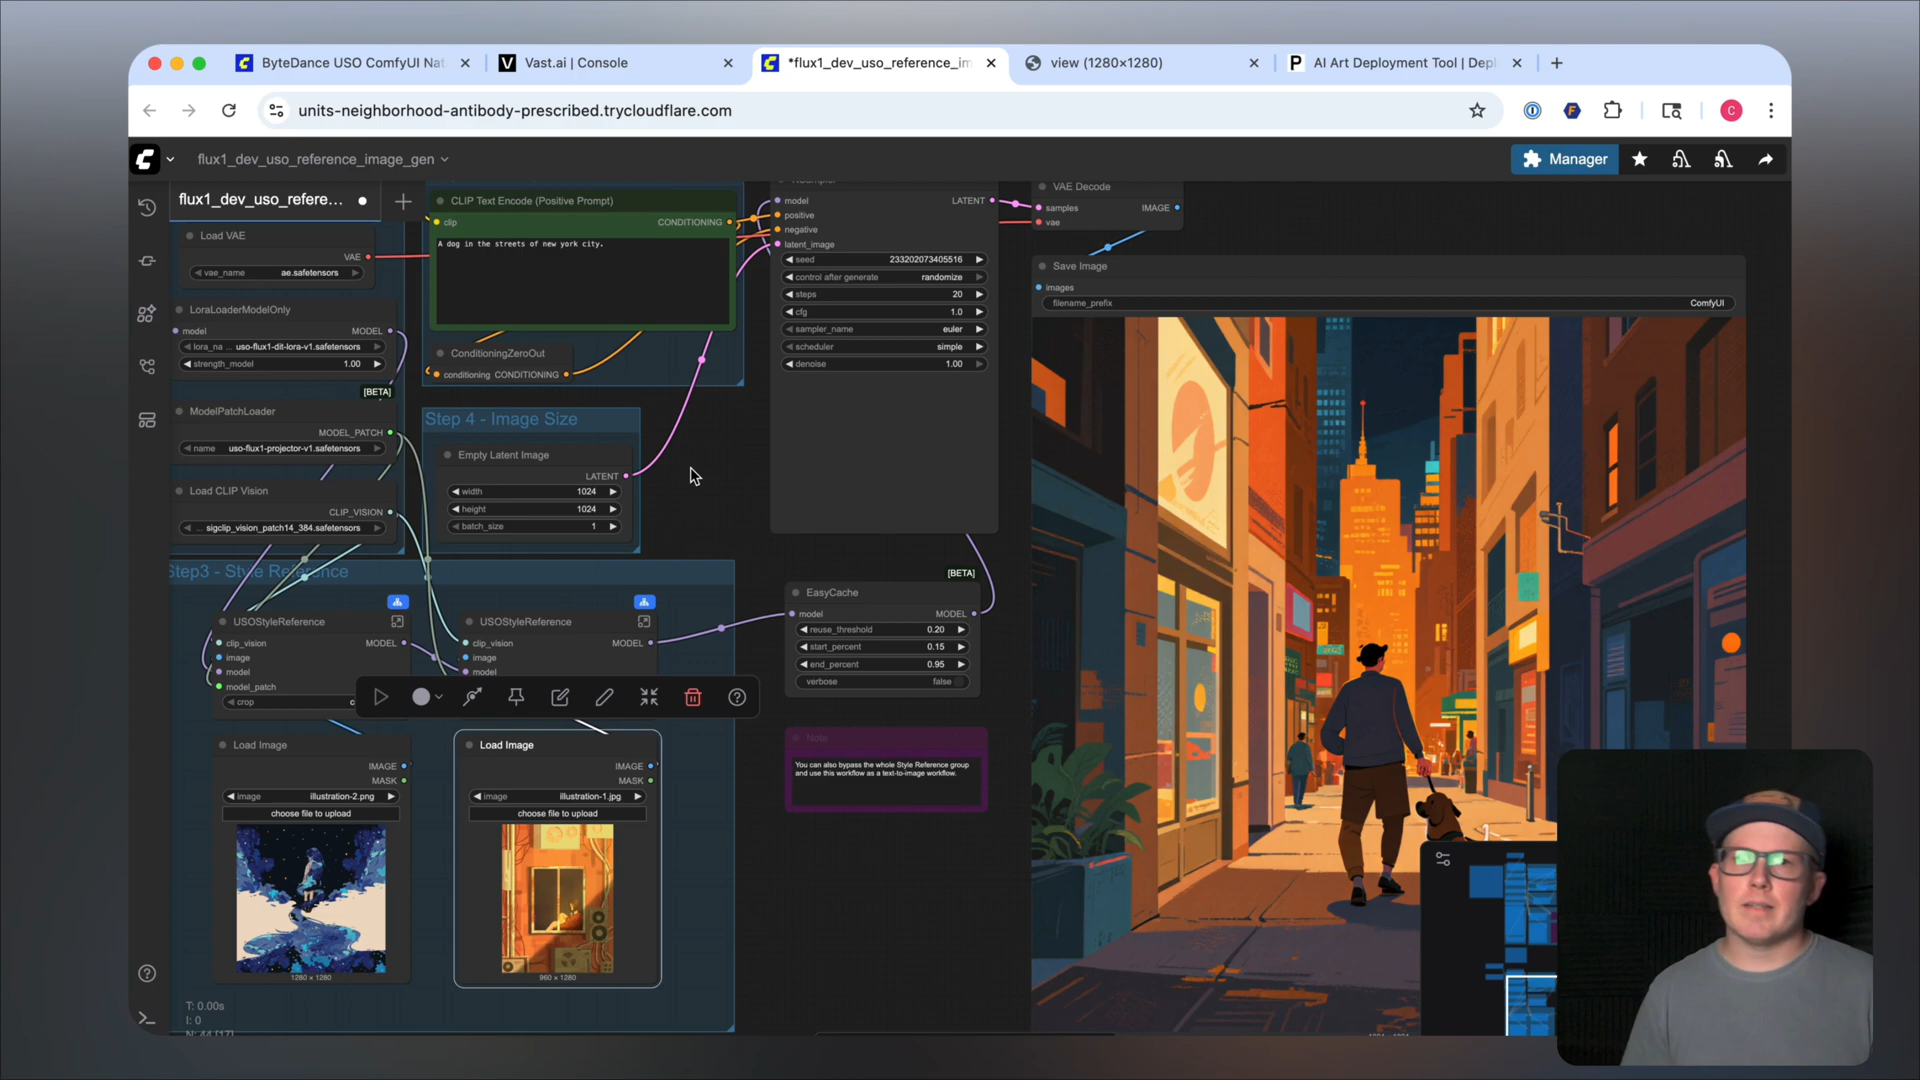 ByteDance USO ComfyUI Nat
Vast.ai | Console
*flux1_dev_uso_reference_im
view (1280×1280)
AI Art Deployment Tool | Depl
units-neighborhood-antibody-prescribed.trycloudflare.com
C
flux1_dev_uso_reference_image_gen
Manager
flux1_dev_uso_refere...
Load VAE
VAE
vae_name ae.safetensors
LoraLoaderModelOnly
model MODEL
lora_na ... uso-flux1-dit-lora-v1.safetensors
strength_model 1.00
[BETA]
ModelPatchLoader
MODEL_PATCH
name uso-flux1-projector-v1.safetensors
Load CLIP Vision
CLIP_VISION
... sigclip_vision_patch14_384.safetensors
CLIP Text Encode (Positive Prompt)
clip CONDITIONING
A dog in the streets of new york city.
ConditioningZeroOut
conditioning CONDITIONING
Step 4 - Image Size
Empty Latent Image
LATENT
width 1024
height 1024
batch_size 1
model LATENT
positive
negative
latent_image
seed 233202073405516
control after generate randomize
steps 20
cfg 1.0
sampler_name euler
scheduler simple
denoise 1.00
VAE Decode
samples IMAGE
vae
Save Image
images
filename_prefix ComfyUI
Step3 - Style Reference
USOStyleReference
clip_vision MODEL
image
model
model_patch
crop
USOStyleReference
clip_vision MODEL
image
model
[BETA]
EasyCache
model MODEL
reuse_threshold 0.20
start_percent 0.15
end_percent 0.95
verbose false
Note
You can also bypass the whole Style Reference group
and use this workflow as a text-to-image workflow.
Load Image
IMAGE
MASK
image illustration-2.png
choose file to upload
1280 × 1280
Load Image
IMAGE
MASK
image illustration-1.jpg
choose file to upload
960 × 1280
T: 0.00s
I: 0